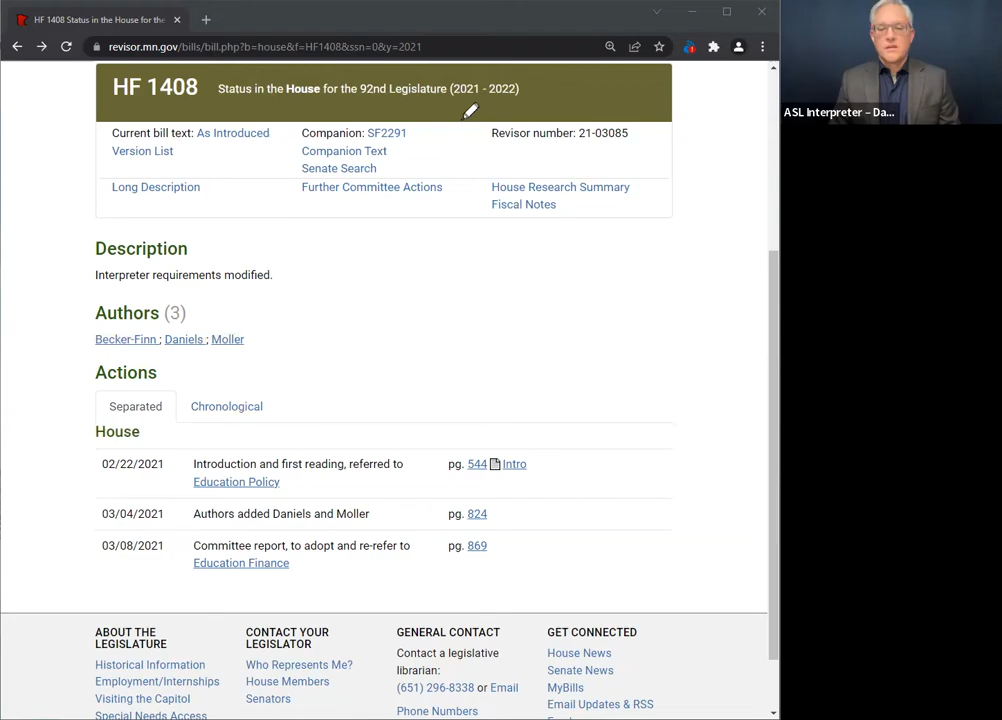 HF 1408 Status in the House for the
revisor.mn.gov/bills/bill.php?b=house&f=HF1408&ssn=0&y=2021
HF 1408 Status in the House for the 92nd Legislature (2021 - 2022)
Current bill text: As Introduced
Version List
Companion: SF2291
Companion Text
Senate Search
Revisor number: 21-03085
Long Description
Further Committee Actions
House Research Summary
Fiscal Notes
Description
Interpreter requirements modified.
Authors (3)
Becker-Finn ; Daniels ; Moller
Actions
Separated
Chronological
House
02/22/2021 Introduction and first reading, referred to pg. 544 Intro
Education Policy
03/04/2021 Authors added Daniels and Moller pg. 824
03/08/2021 Committee report, to adopt and re-refer to pg. 869
Education Finance
ABOUT THE
LEGISLATURE
Historical Information
Employment/Internships
Visiting the Capitol
Special Needs Access
CONTACT YOUR
LEGISLATOR
Who Represents Me?
House Members
Senators
GENERAL CONTACT
Contact a legislative
librarian:
(651) 296-8338 or Email
Phone Numbers
GET CONNECTED
House News
Senate News
MyBills
Email Updates & RSS
ASL Interpreter – Da...